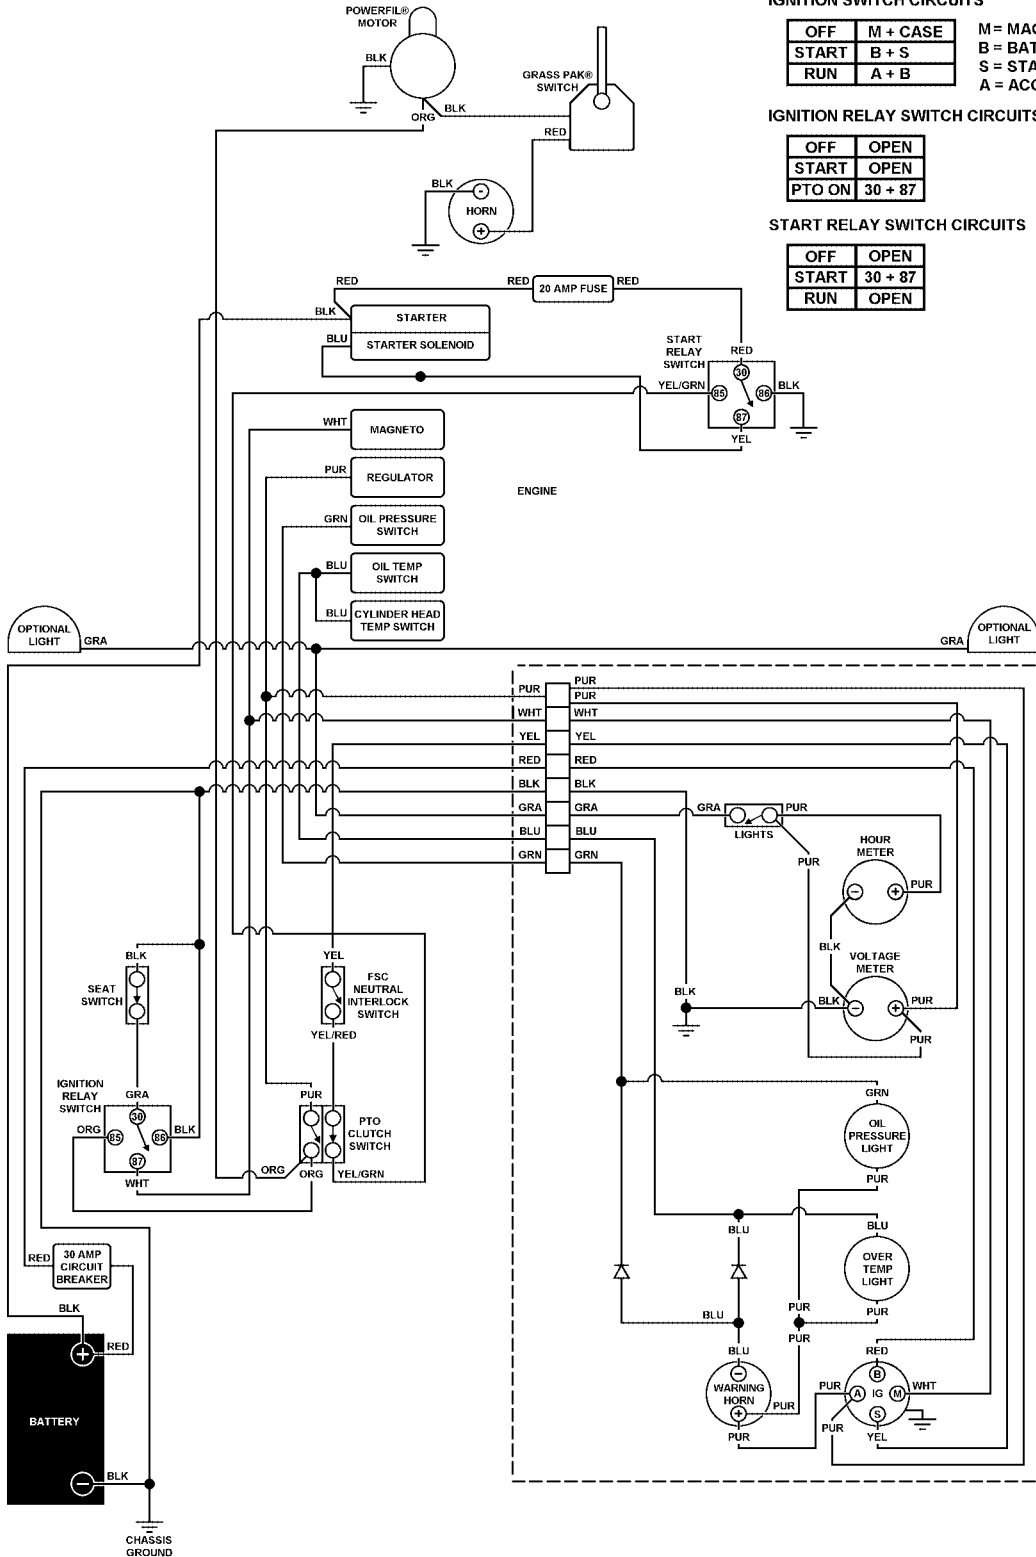 IGNITION SWITCH CIRCUITS
OFF M + CASE
START B + S
RUN A + B
M = MAG
B = BAT
S = STA
A = ACC
IGNITION RELAY SWITCH CIRCUITS
OFF OPEN
START OPEN
PTO ON 30 + 87
START RELAY SWITCH CIRCUITS
OFF OPEN
START 30 + 87
RUN OPEN
POWERFIL®
MOTOR
BLK
ORG
BLK
GRASS PAK®
SWITCH
RED
BLK
-
HORN
+
RED
RED
20 AMP FUSE
RED
BLK
STARTER
BLU
STARTER SOLENOID
START
RELAY
SWITCH
RED
30
YEL/GRN
85
86
BLK
87
YEL
WHT
MAGNETO
PUR
REGULATOR
ENGINE
GRN
OIL PRESSURE
SWITCH
BLU
OIL TEMP
SWITCH
BLU
CYLINDER HEAD
TEMP SWITCH
OPTIONAL
LIGHT
GRA
GRA
OPTIONAL
LIGHT
PUR
PUR
PUR
WHT
WHT
YEL
YEL
RED
RED
BLK
BLK
GRA
GRA
BLU
BLU
GRN
GRN
GRA
PUR
LIGHTS
PUR
HOUR
METER
-
+
PUR
BLK
VOLTAGE
METER
BLK
BLK
-
+
PUR
PUR
BLK
SEAT
SWITCH
YEL
FSC
NEUTRAL
INTERLOCK
SWITCH
YEL/RED
IGNITION
RELAY
SWITCH
GRA
30
ORG
85
86
BLK
87
WHT
PUR
PTO
CLUTCH
SWITCH
ORG
ORG
YEL/GRN
GRN
OIL
PRESSURE
LIGHT
PUR
BLU
BLU
OVER
TEMP
LIGHT
PUR
PUR
BLU
PUR
BLU
-
WARNING
HORN
+
PUR
PUR
RED
B
PUR
A
IG
M
WHT
S
PUR
YEL
RED
30 AMP
CIRCUIT
BREAKER
BLK
+
RED
BATTERY
-
BLK
CHASSIS
GROUND